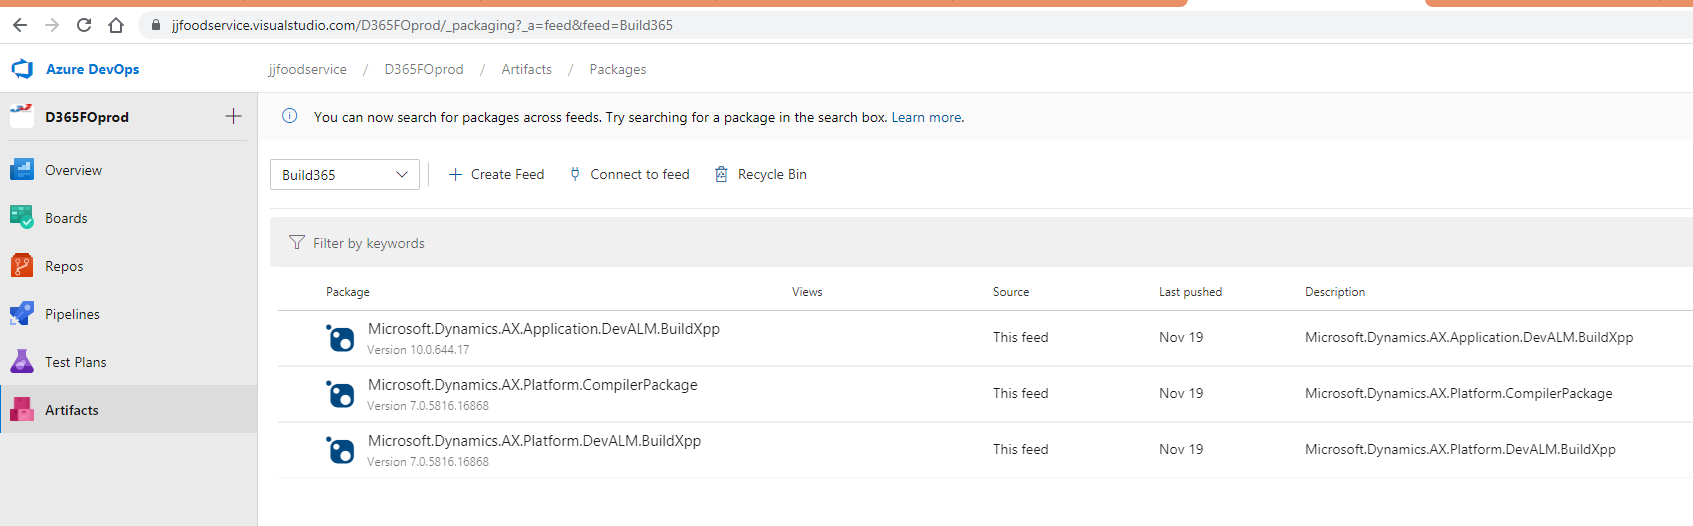 jjfoodservice.visualstudio.com/D365FOprod/_packaging?_a=feed&feed=Build365
Azure DevOps
jjfoodservice / D365FOprod / Artifacts / Packages
D365FOprod
You can now search for packages across feeds. Try searching for a package in the search box. Learn more.
Overview
Boards
Repos
Pipelines
Test Plans
Artifacts
Build365
Create Feed
Connect to feed
Recycle Bin
Filter by keywords
Package Views Source Last pushed Description
Microsoft.Dynamics.AX.Application.DevALM.BuildXpp
Version 10.0.644.17
This feed Nov 19 Microsoft.Dynamics.AX.Application.DevALM.BuildXpp
Microsoft.Dynamics.AX.Platform.CompilerPackage
Version 7.0.5816.16868
This feed Nov 19 Microsoft.Dynamics.AX.Platform.CompilerPackage
Microsoft.Dynamics.AX.Platform.DevALM.BuildXpp
Version 7.0.5816.16868
This feed Nov 19 Microsoft.Dynamics.AX.Platform.DevALM.BuildXpp